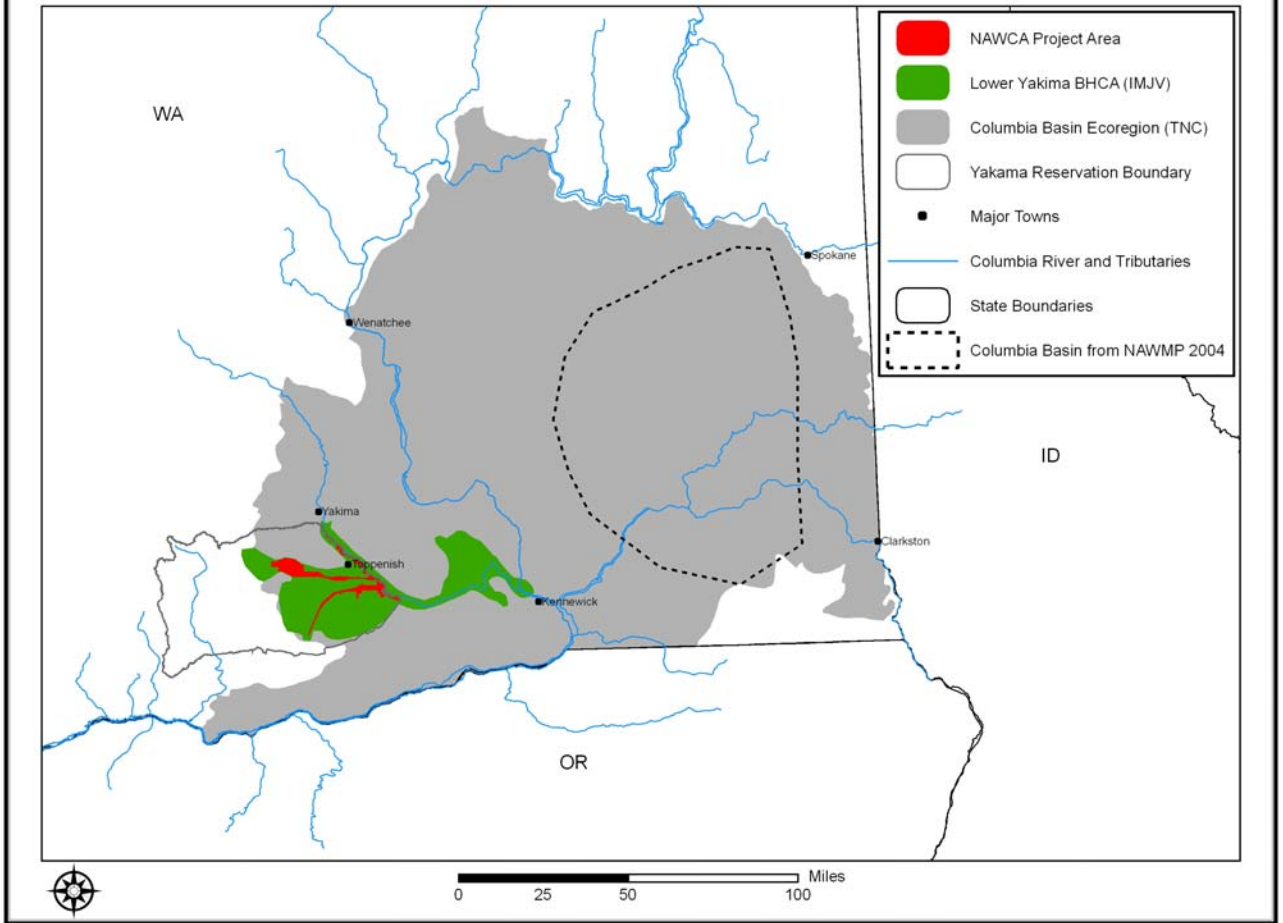 NAWCA Project Area
Lower Yakima BHCA (IMJV)
Columbia Basin Ecoregion (TNC)
Yakama Reservation Boundary
Major Towns
Columbia River and Tributaries
State Boundaries
Columbia Basin from NAWMP 2004
WA
Spokane
Wenatchee
ID
Yakima
Clarkston
Toppenish
Kennewick
OR
Miles
0 25 50 100